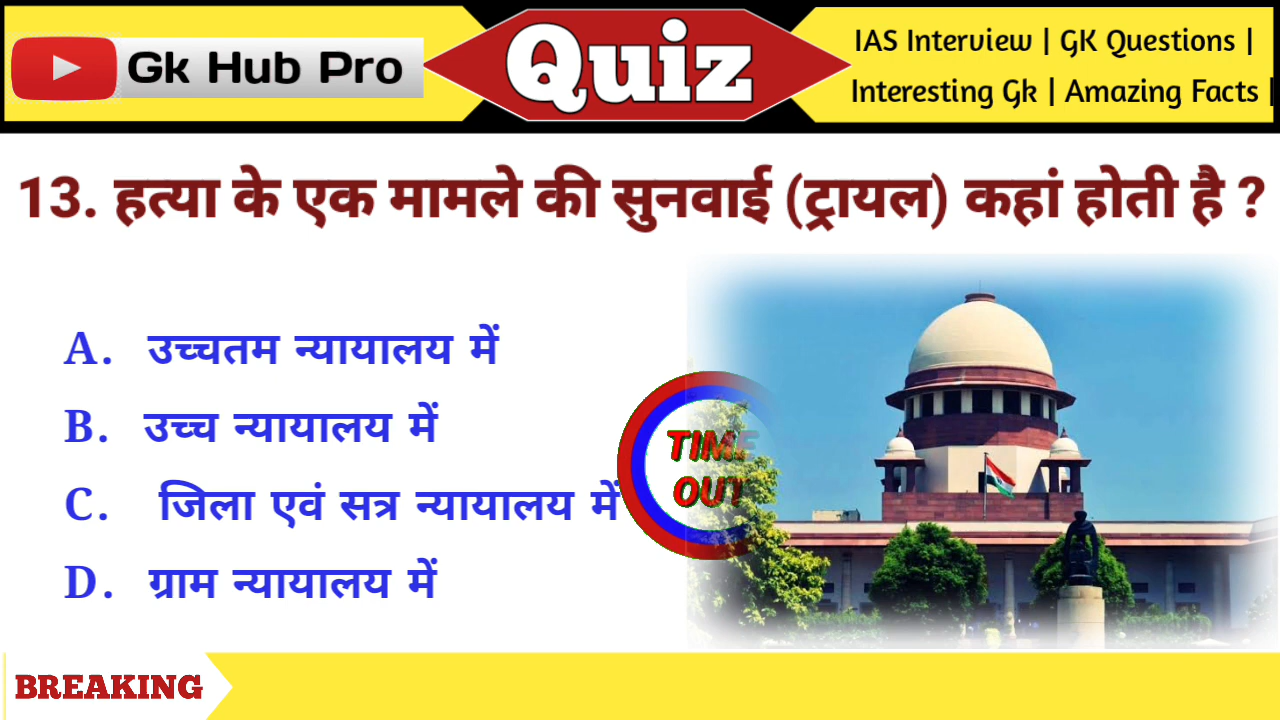 Gk Hub Pro
Quiz
IAS Interview | GK Questions |
Interesting Gk | Amazing Facts |
13. हत्या के एक मामले की सुनवाई (ट्रायल) कहां होती है ?
A. उच्चतम न्यायालय में
B. उच्च न्यायालय में
C. जिला एवं सत्र न्यायालय में
D. ग्राम न्यायालय में
TIME
OUT
BREAKING